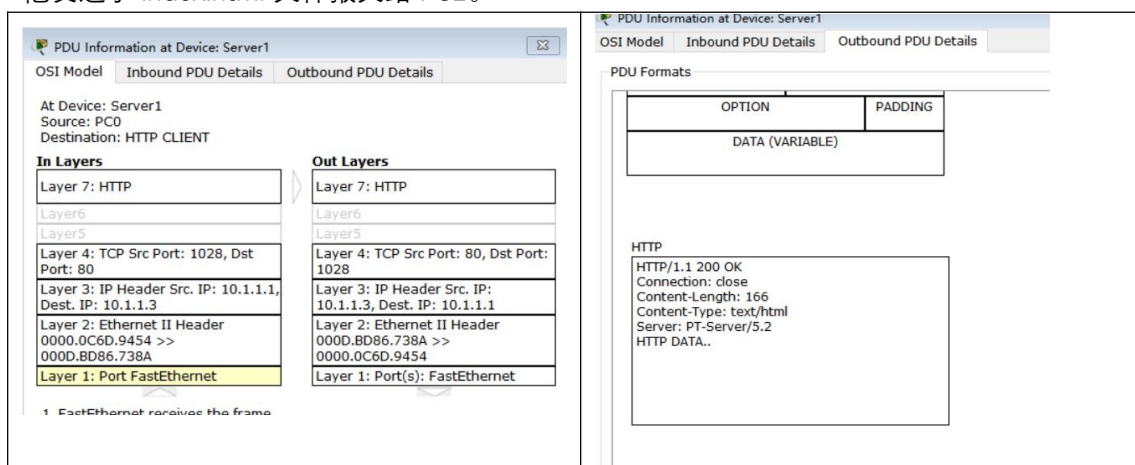 PDU Information at Device: Server1
OSI Model Inbound PDU Details Outbound PDU Details
At Device: Server1
Source: PC0
Destination: HTTP CLIENT
In Layers
Out Layers
Layer 7: HTTP
Layer 7: HTTP
Layer6
Layer6
Layer5
Layer5
Layer 4: TCP Src Port: 1028, Dst
Port: 80
Layer 4: TCP Src Port: 80, Dst Port:
1028
Layer 3: IP Header Src. IP: 10.1.1.1,
Dest. IP: 10.1.1.3
Layer 3: IP Header Src. IP:
10.1.1.3, Dest. IP: 10.1.1.1
Layer 2: Ethernet II Header
0000.0C6D.9454 >>
000D.BD86.738A
Layer 2: Ethernet II Header
000D.BD86.738A >>
0000.0C6D.9454
Layer 1: Port FastEthernet
Layer 1: Port(s): FastEthernet
1. FastEthernet receives the frame
PDU Information at Device: Server1
OSI Model Inbound PDU Details Outbound PDU Details
PDU Formats
OPTION PADDING
DATA (VARIABLE)
HTTP
HTTP/1.1 200 OK
Connection: close
Content-Length: 166
Content-Type: text/html
Server: PT-Server/5.2
HTTP DATA..